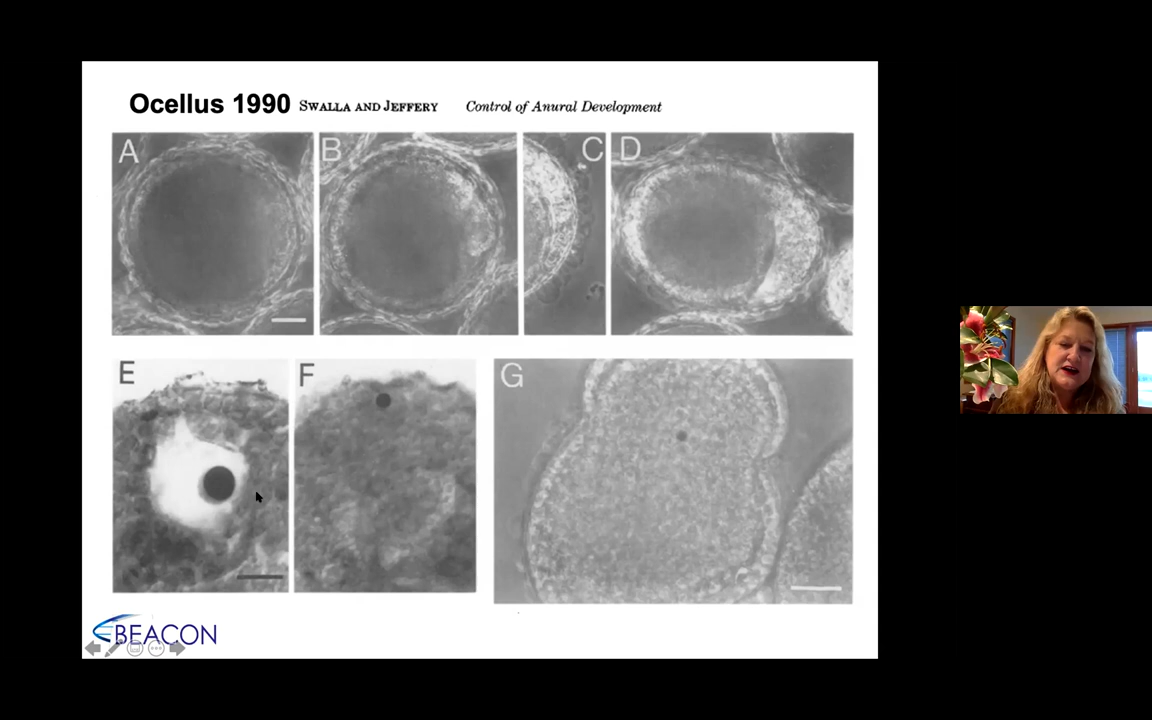 Ocellus 1990 SWALLA AND JEFFERY Control of Anural Development
A B C D
E F G
BEACON